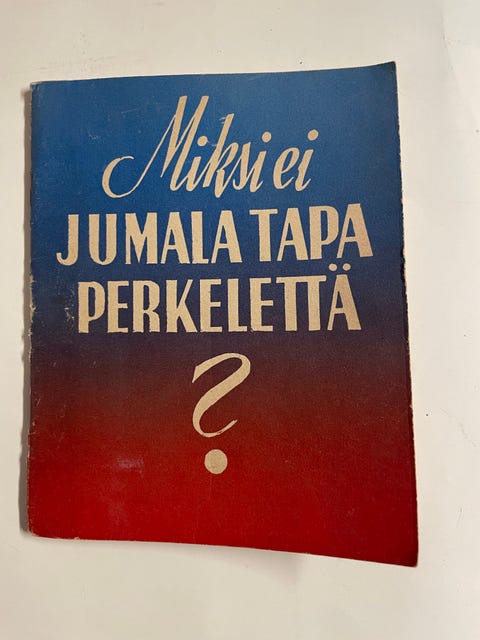 Miksi ei
JUMALA TAPA
PERKELETTÄ
?